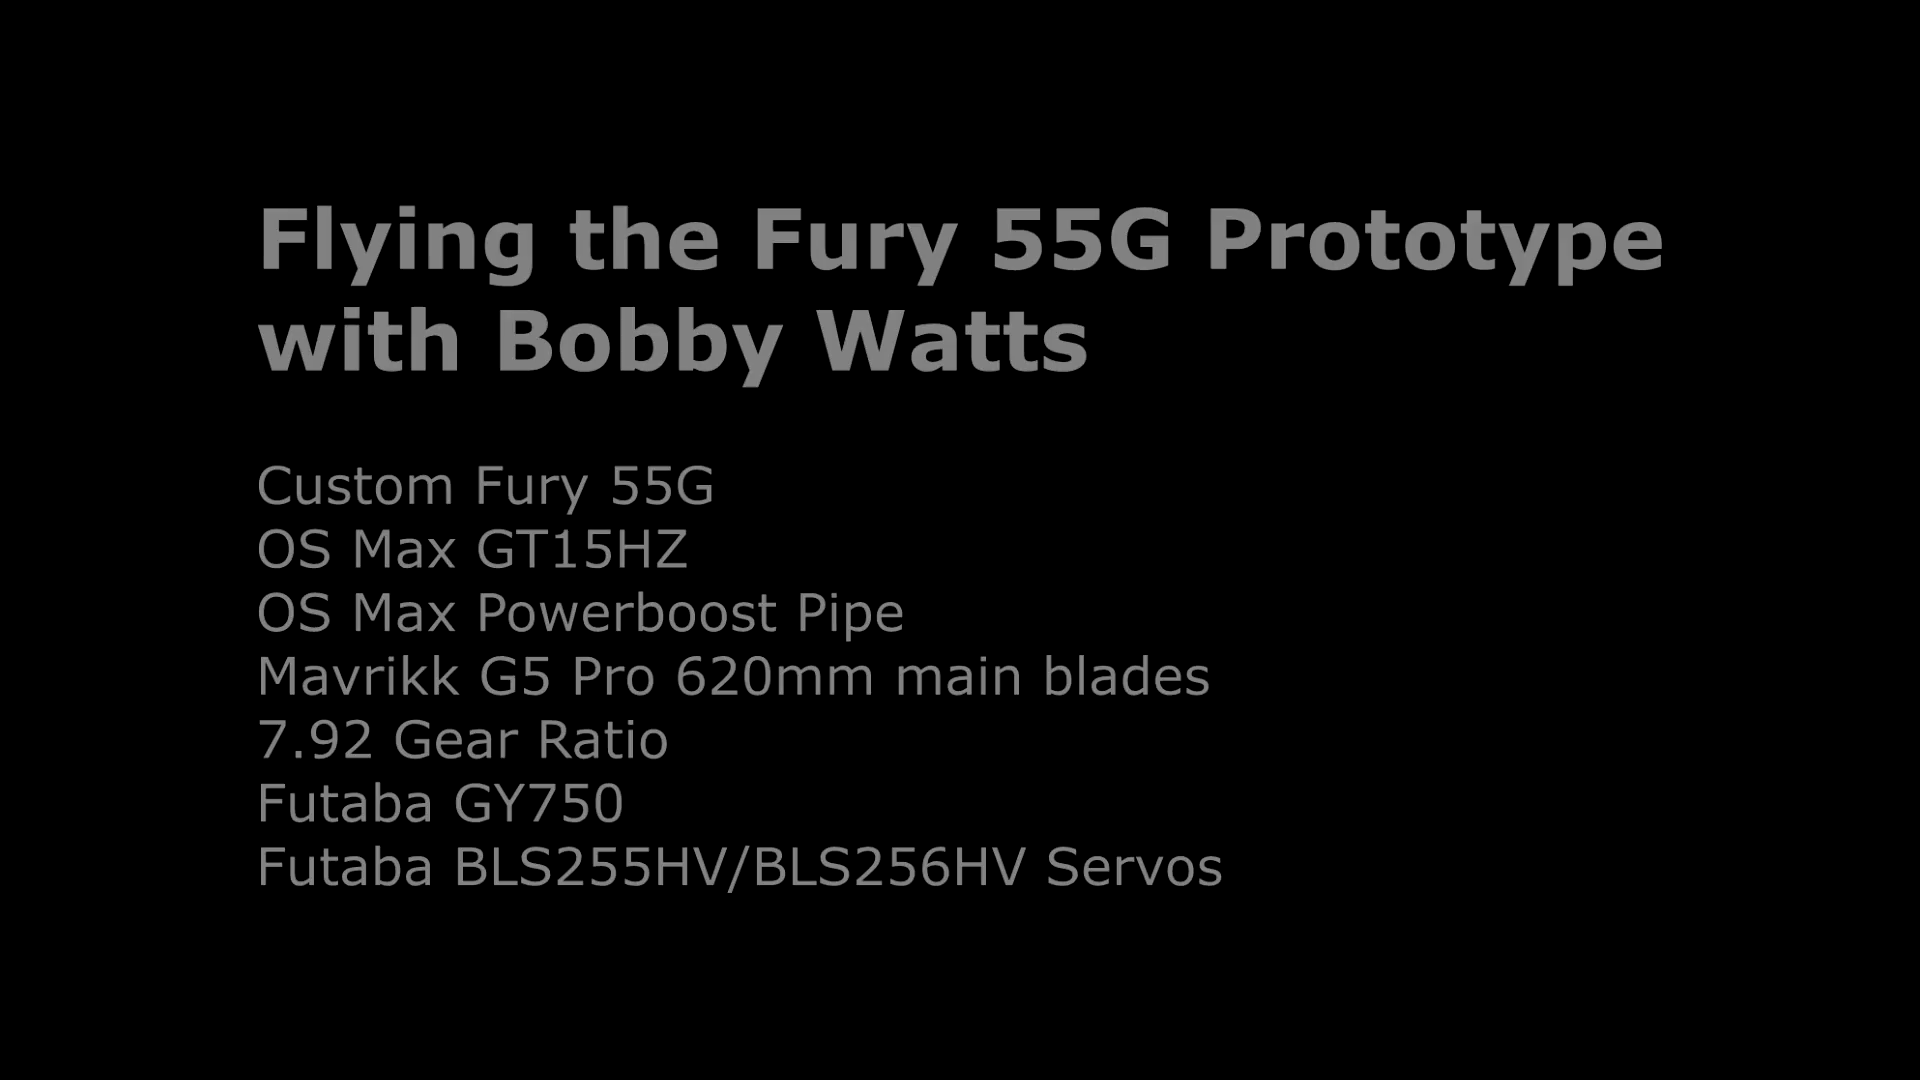 Flying the Fury 55G Prototype
with Bobby Watts
Custom Fury 55G
OS Max GT15HZ
OS Max Powerboost Pipe
Mavrikk G5 Pro 620mm main blades
7.92 Gear Ratio
Futaba GY750
Futaba BLS255HV/BLS256HV Servos